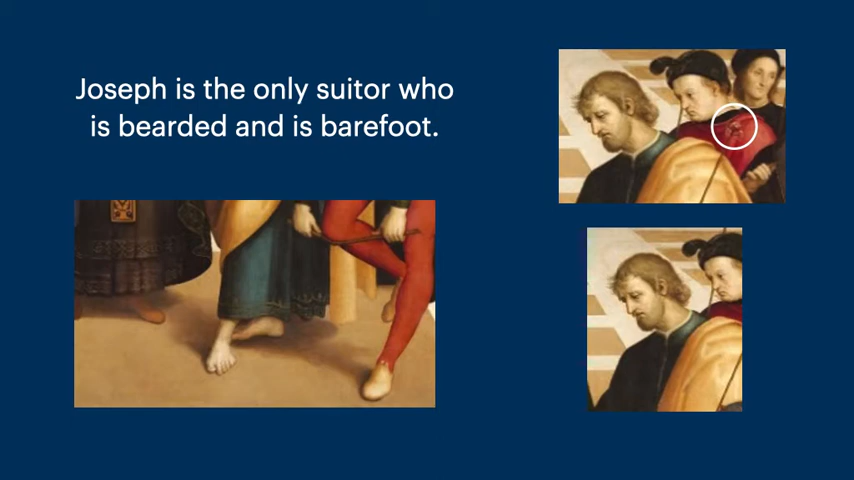 Joseph is the only suitor who
is bearded and is barefoot.